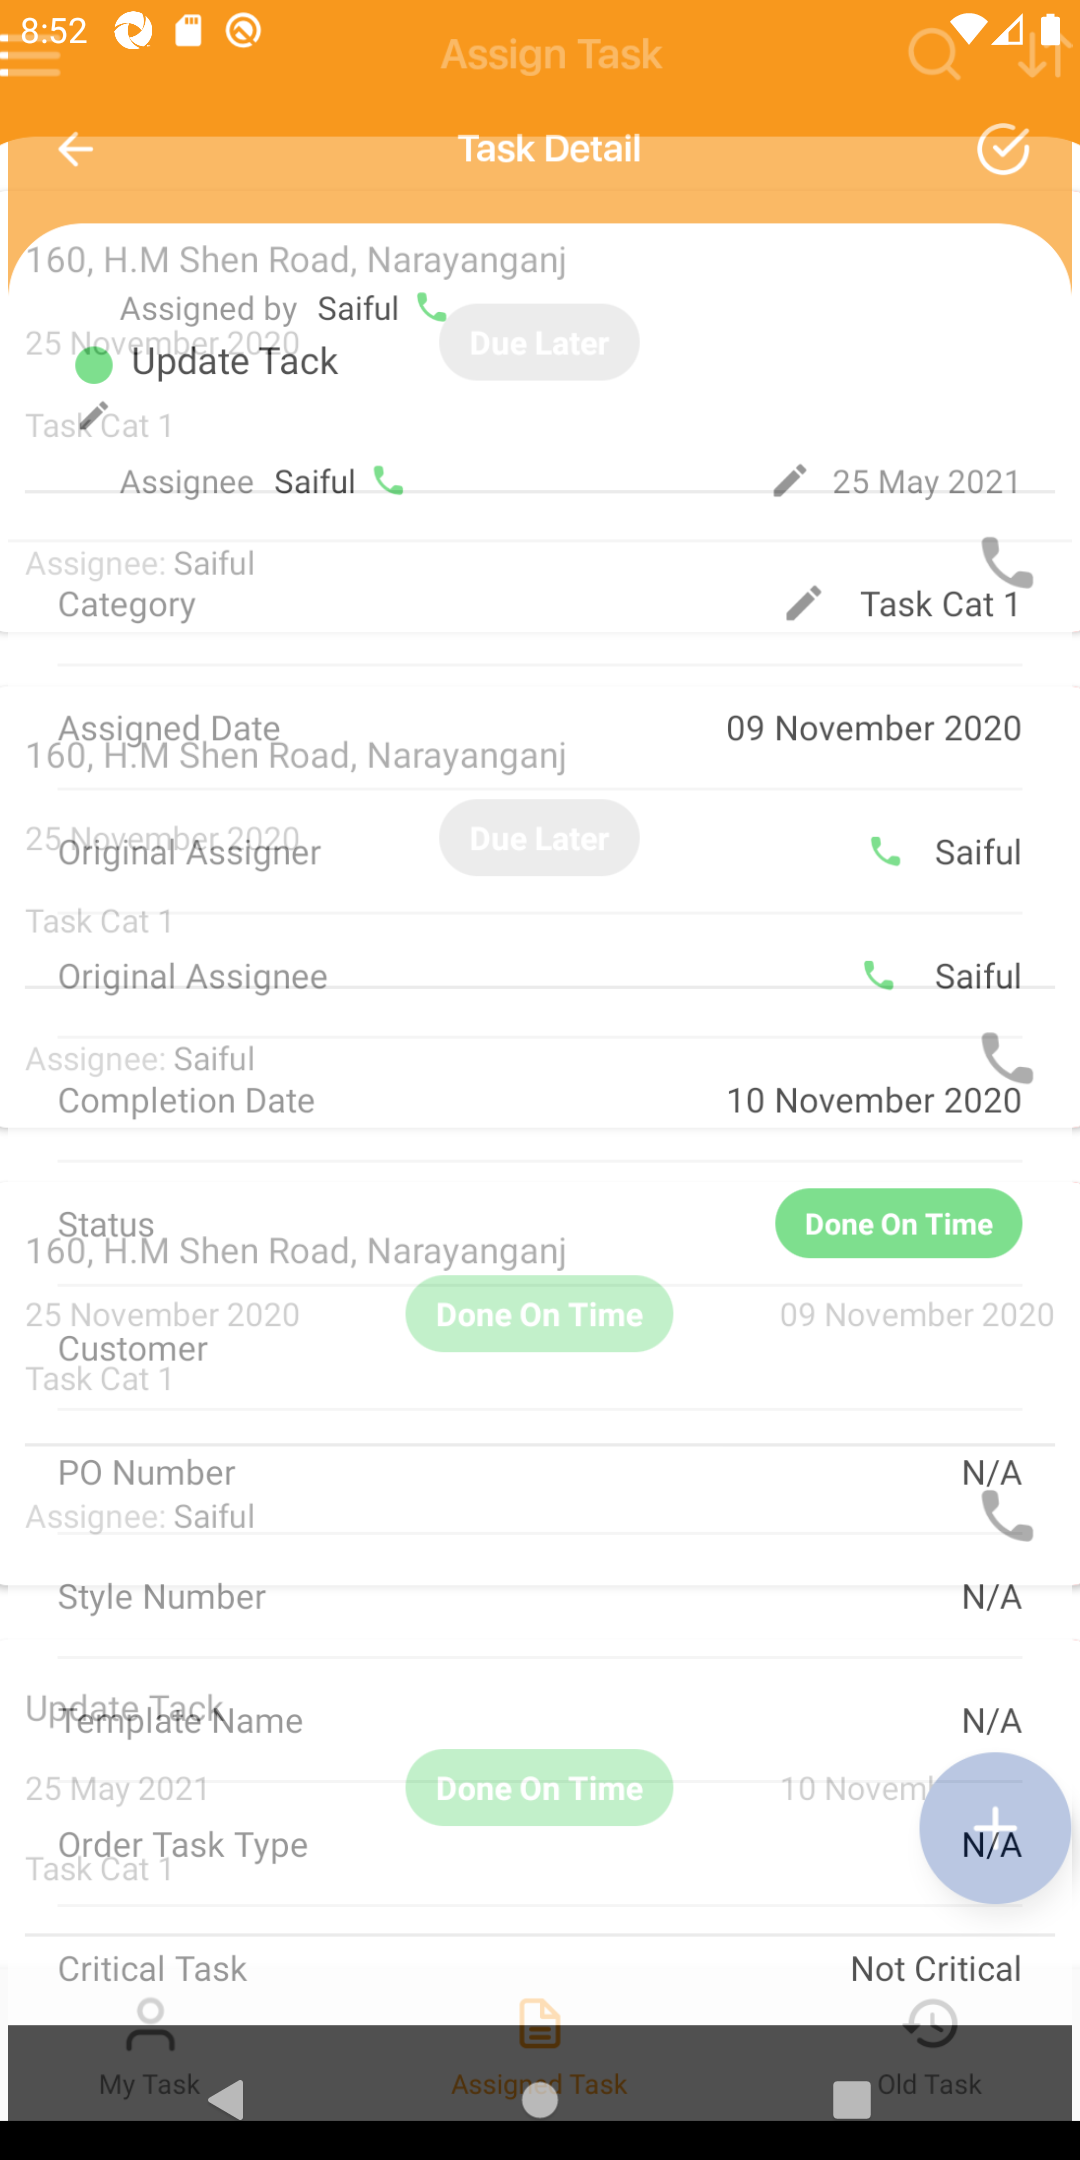 8:52
Assign Task
Task Detail
160, H.M Shen Road, Narayanganj
Assigned by Saiful
25 November 2020 Due Later
Update Tack
Task Cat 1
Assignee Saiful 25 May 2021
Assignee: Saiful
Category Task Cat 1
Assigned Date 09 November 2020
160, H.M Shen Road, Narayanganj
25 November 2020 Due Later
Original Assigner Saiful
Task Cat 1
Original Assignee Saiful
Assignee: Saiful
Completion Date 10 November 2020
Status Done On Time
160, H.M Shen Road, Narayanganj
25 November 2020 Done On Time 09 November 2020
Customer
Task Cat 1
PO Number N/A
Assignee: Saiful
Style Number N/A
Update Tack
Template Name N/A
25 May 2021 Done On Time 10 Novem
Order Task Type N/A
Task Cat 1
Critical Task Not Critical
My Task Assigned Task Old Task